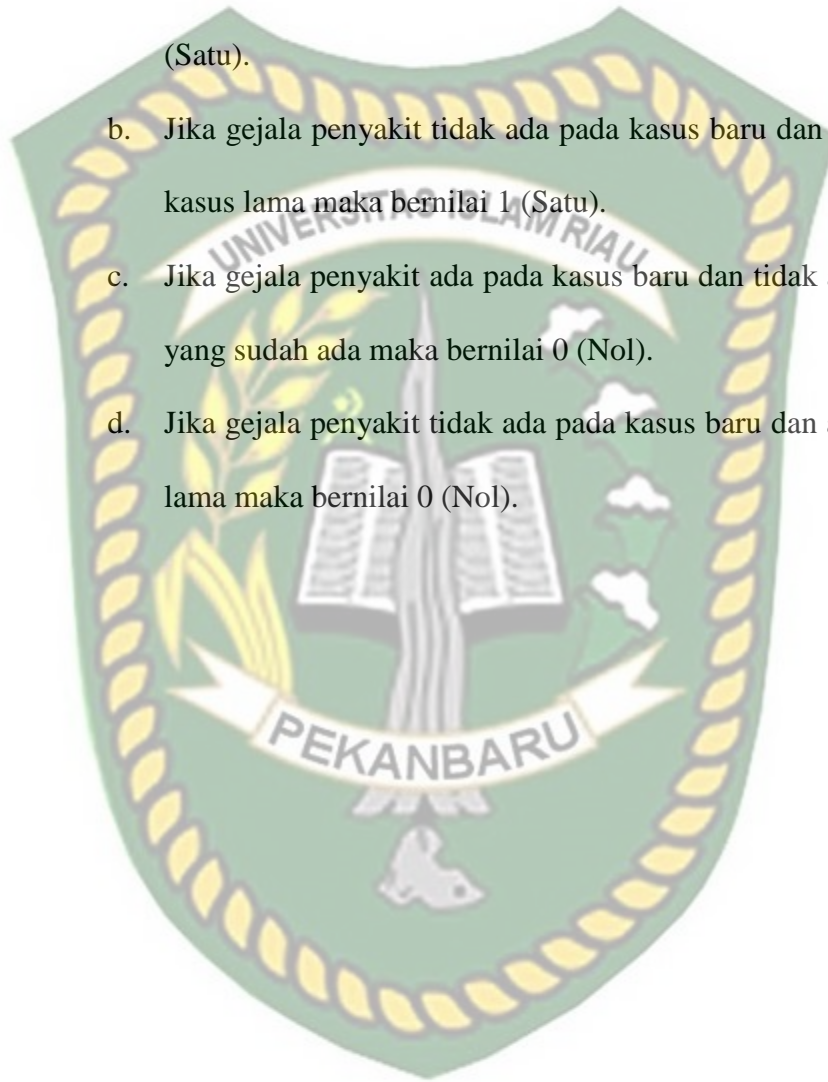 (Satu).
b. Jika gejala penyakit tidak ada pada kasus baru dan
kasus lama maka bernilai 1 (Satu).
UNIVERSITAS ISLAM RIAU
c. Jika gejala penyakit ada pada kasus baru dan tidak
yang sudah ada maka bernilai 0 (Nol).
d. Jika gejala penyakit tidak ada pada kasus baru dan
lama maka bernilai 0 (Nol).
PEKANBARU